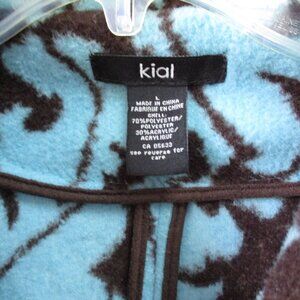 kial
L
MADE IN CHINA
FABRIQUE EN CHINE
SHELL:
70%POLYESTER/
POLYESTER
30%ACRYLIC/
ACRYLIQUE
CA 05633
see reverse for
care